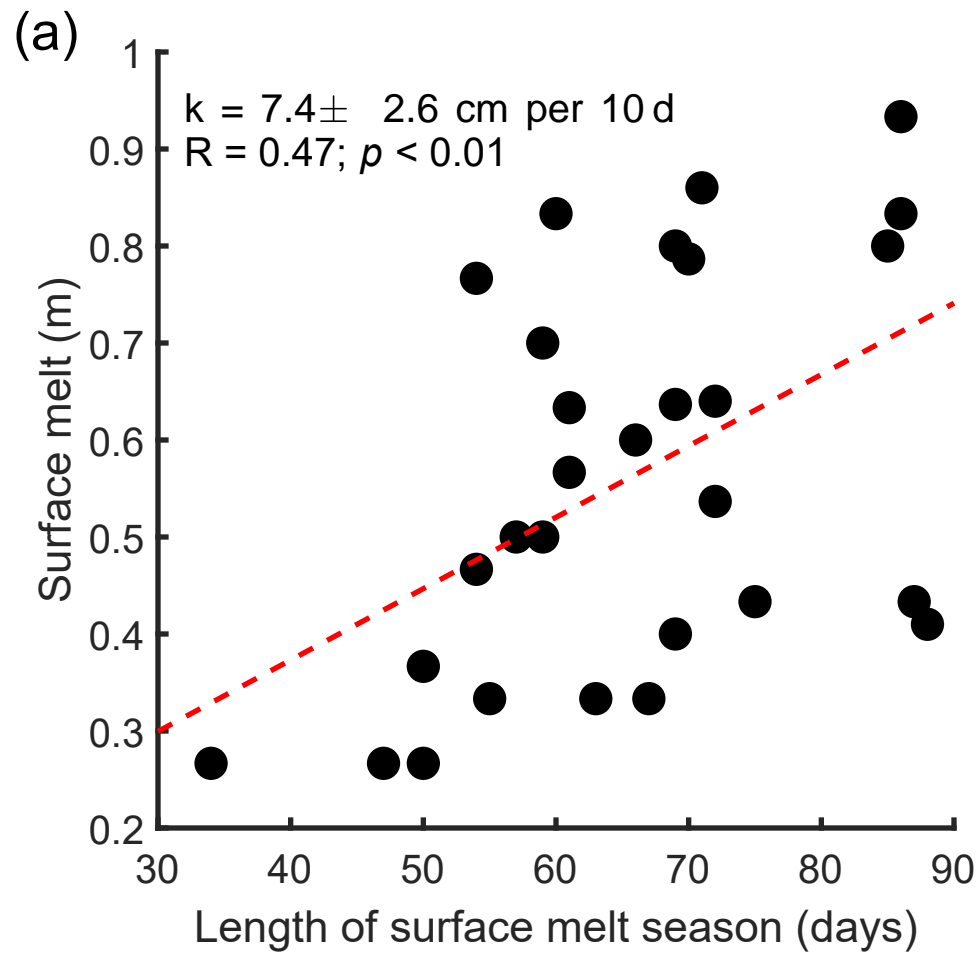 (a)
k = 7.4± 2.6 cm per 10 d
R = 0.47; p < 0.01
1
0.9
0.8
0.7
0.6
0.5
0.4
0.3
0.2
Surface melt (m)
30 40 50 60 70 80 90
Length of surface melt season (days)